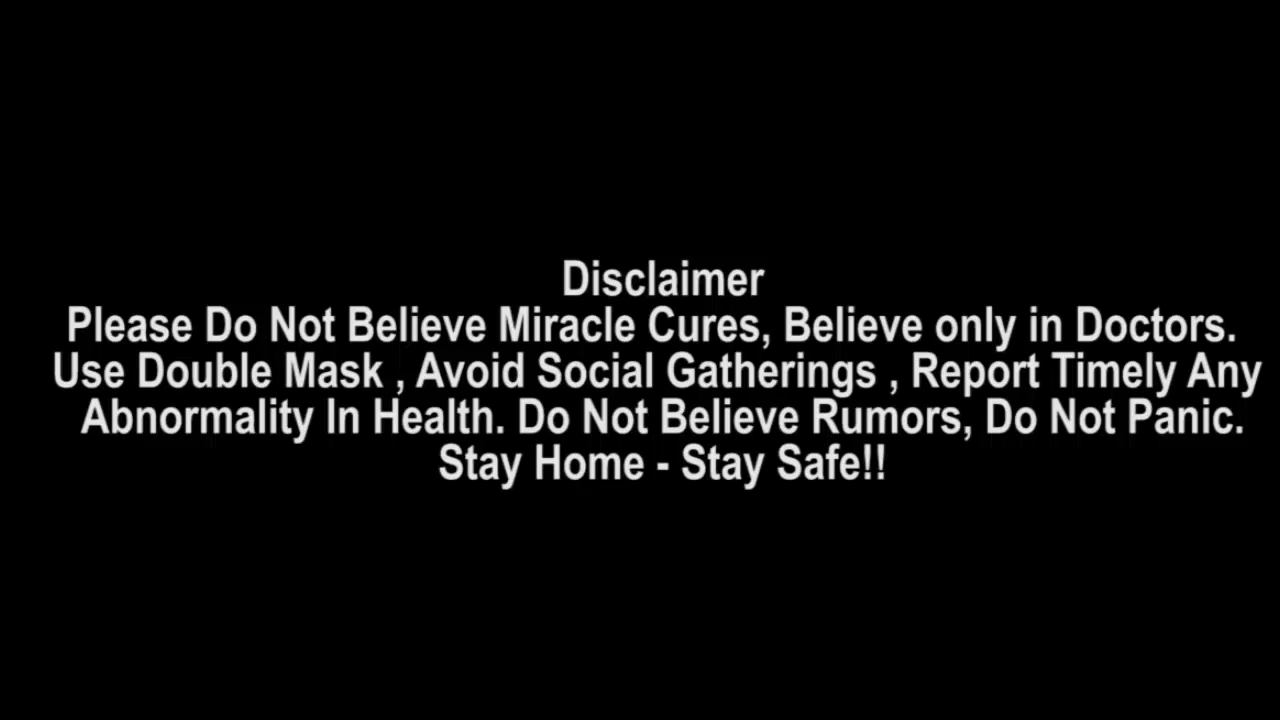 Disclaimer
Please Do Not Believe Miracle Cures, Believe only in Doctors.
Use Double Mask , Avoid Social Gatherings , Report Timely Any
Abnormality In Health. Do Not Believe Rumors, Do Not Panic.
Stay Home - Stay Safe!!